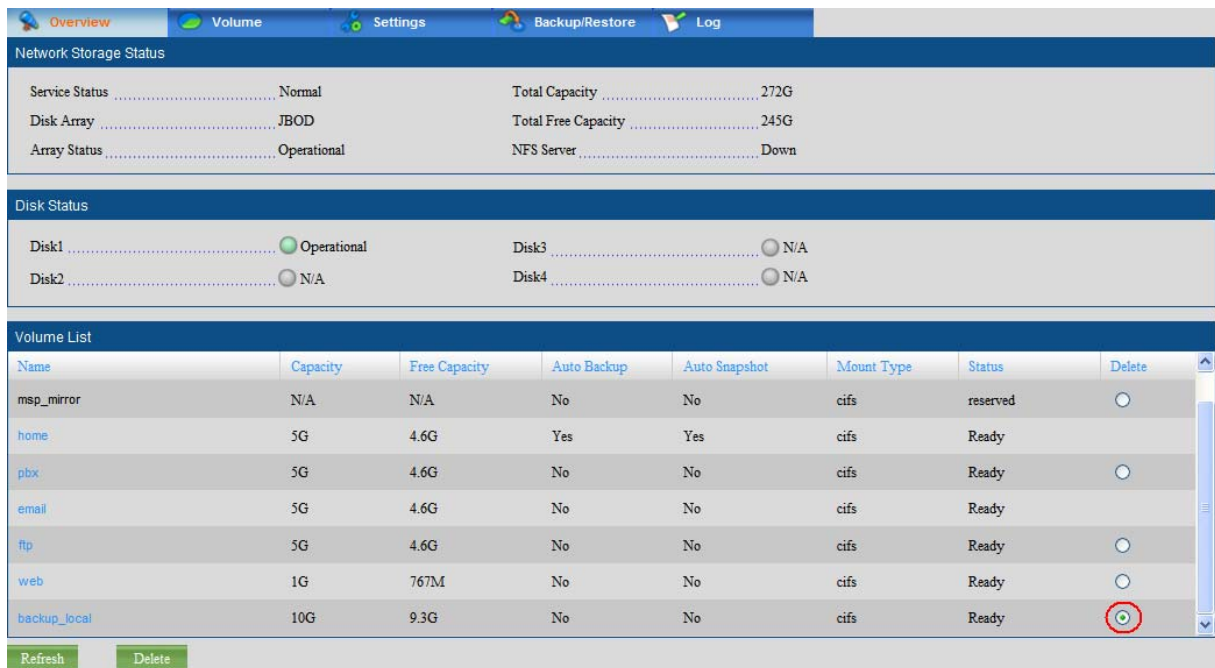 Overview Volume Settings Backup/Restore Log
Network Storage Status
Service Status Normal Total Capacity 272G
Disk Array JBOD Total Free Capacity 245G
Array Status Operational NFS Server Down
Disk Status
Disk1 Operational Disk3 N/A
Disk2 N/A Disk4 N/A
Volume List
Name Capacity Free Capacity Auto Backup Auto Snapshot Mount Type Status Delete
msp_mirror N/A N/A No No cifs reserved
home 5G 4.6G Yes Yes cifs Ready
pbx 5G 4.6G No No cifs Ready
email 5G 4.6G No No cifs Ready
ftp 5G 4.6G No No cifs Ready
web 1G 767M No No cifs Ready
backup_local 10G 9.3G No No cifs Ready
Refresh Delete